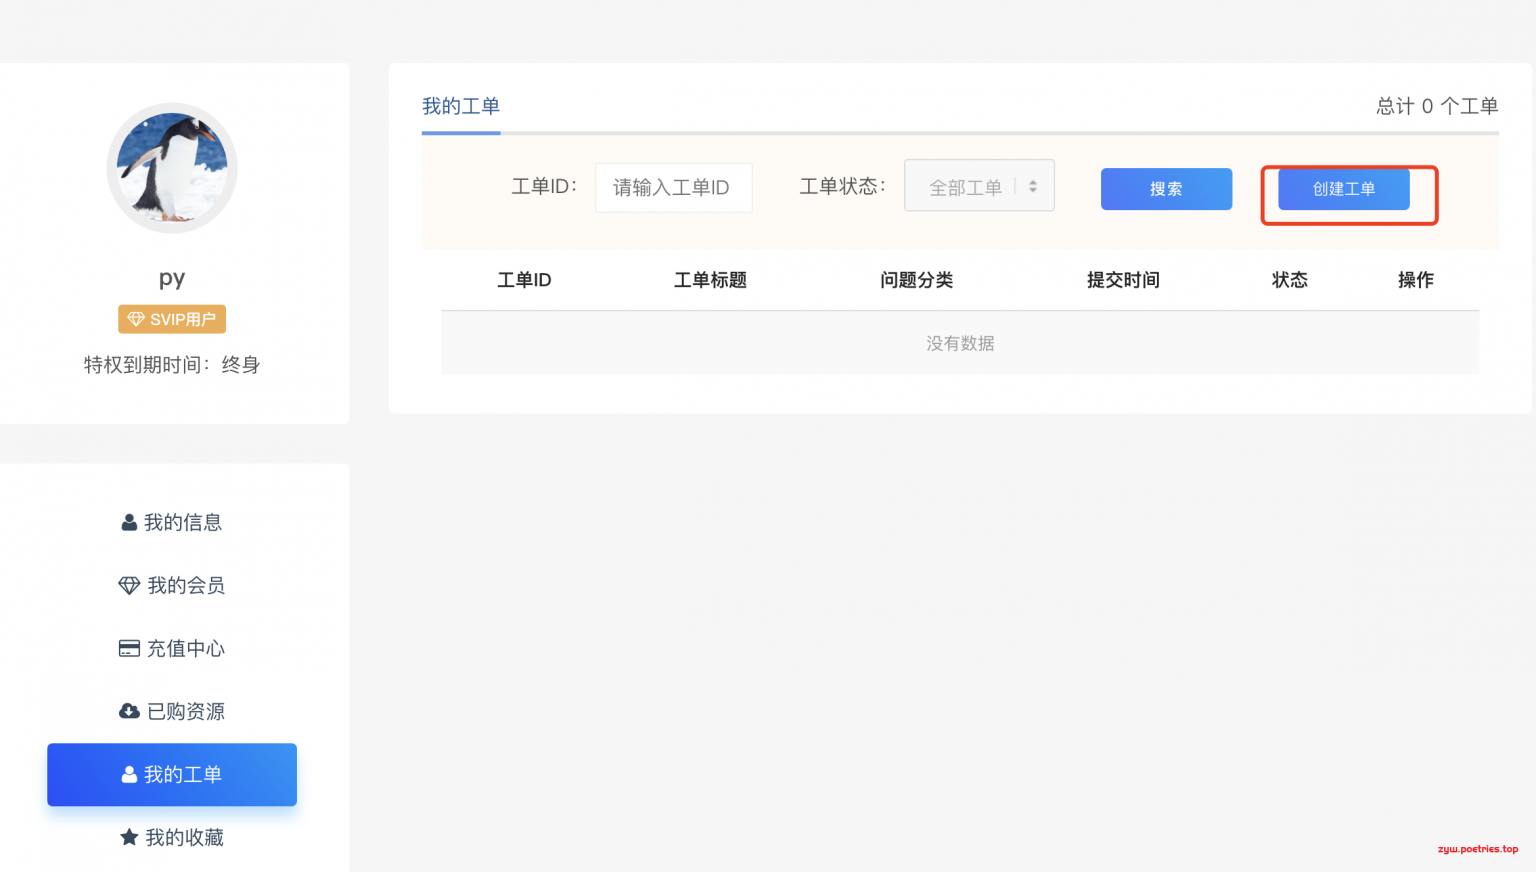 py
SVIP用户
特权到期时间：终身
我的信息
我的会员
充值中心
已购资源
我的工单
我的收藏
我的工单
总计 0 个工单
工单ID： 请输入工单ID 工单状态： 全部工单 搜索 创建工单
工单ID 工单标题 问题分类 提交时间 状态 操作
没有数据
zyw.poetries.top